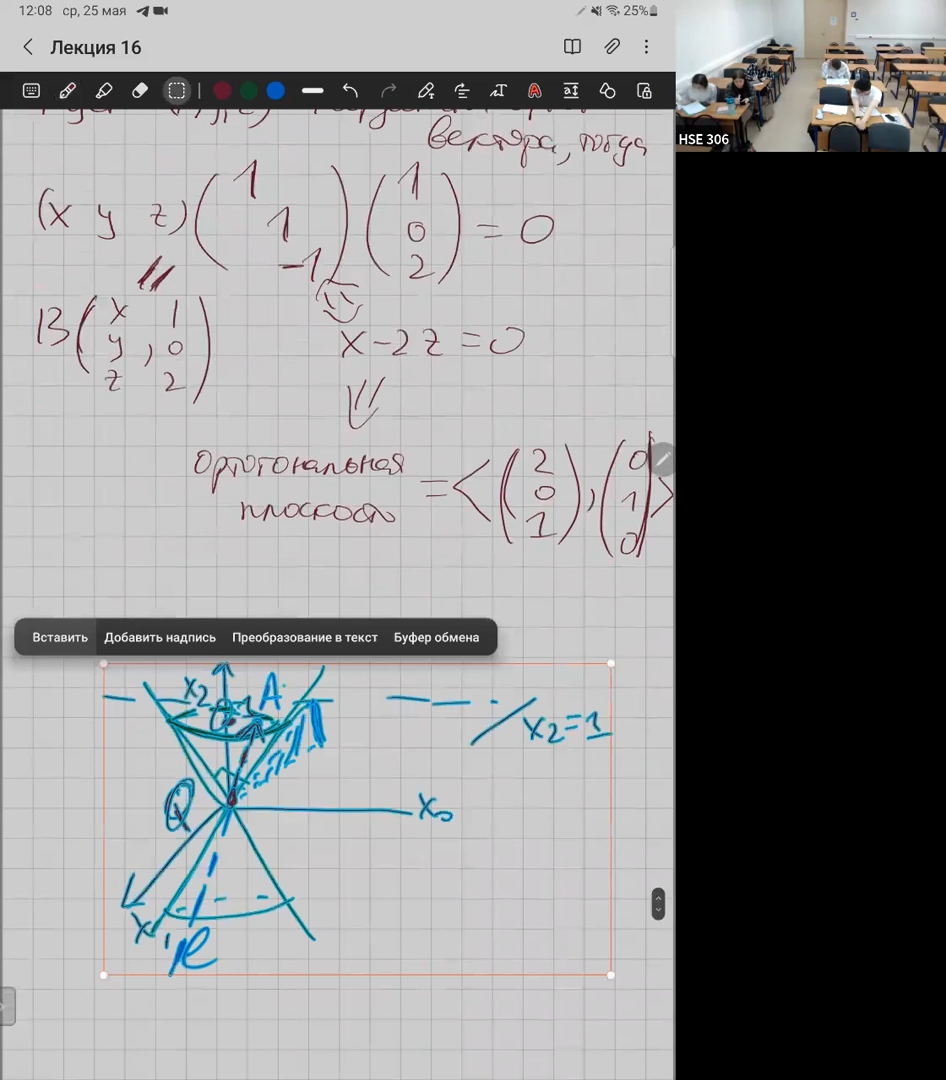 12:08 ср, 25 мая
25%
Лекция 16
HSE 306
вектора, тогда
(x y z) ( 1 1 -1 ) ( 1 0 2 ) = 0
B ( x y z , 1 0 2 )
x - 2z = 0
ортогональная
плоскость
= < ( 2 0 1 ) , ( 0 1 0 ) >
Вставить Добавить надпись Преобразование в текст Буфер обмена
x2 1 A
x2=1
Q
x0
x1